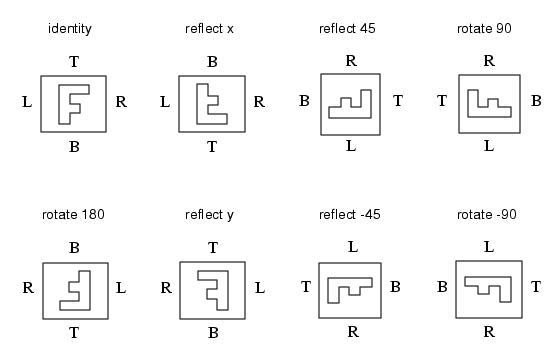 identity reflect x reflect 45 rotate 90
T B R R
L R L R B T T B
B T L L
rotate 180 reflect y reflect -45 rotate -90
B T L L
R L R L T B B T
T B R R